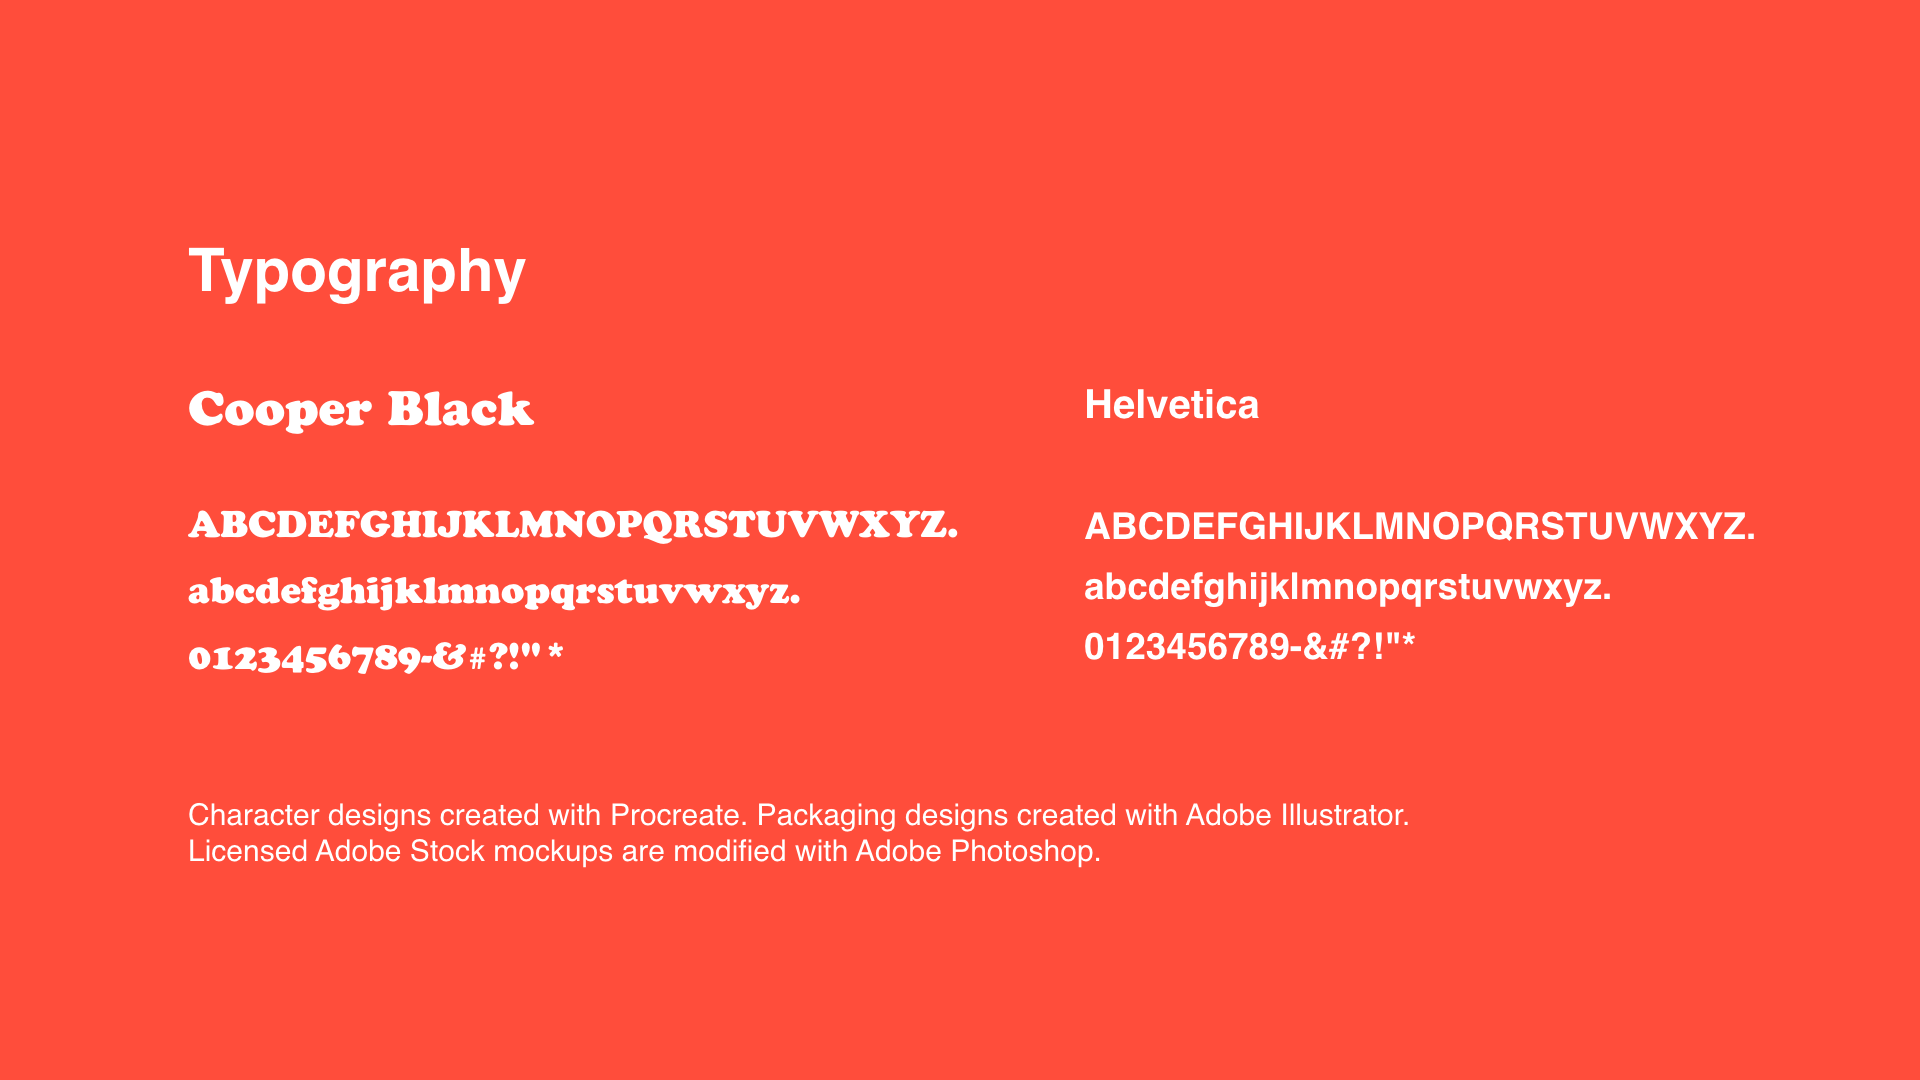 Typography
Cooper Black
ABCDEFGHIJKLMNOPQRSTUVWXYZ.
abcdefghijklmnopqrstuvwxyz.
0123456789-&#?!"*
Helvetica
ABCDEFGHIJKLMNOPQRSTUVWXYZ.
abcdefghijklmnopqrstuvwxyz.
0123456789-&#?!"*
Character designs created with Procreate. Packaging designs created with Adobe Illustrator.
Licensed Adobe Stock mockups are modified with Adobe Photoshop.